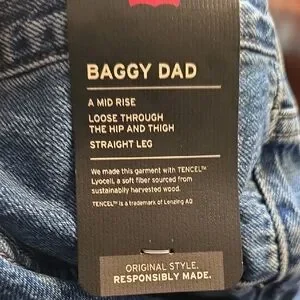 BAGGY DAD
A MID RISE
LOOSE THROUGH
THE HIP AND THIGH
STRAIGHT LEG
We made this garment with TENCEL™
Lyocell, a soft fiber sourced from
sustainably harvested wood.
TENCEL™ is a trademark of Lenzing AG
ORIGINAL STYLE.
RESPONSIBLY MADE.